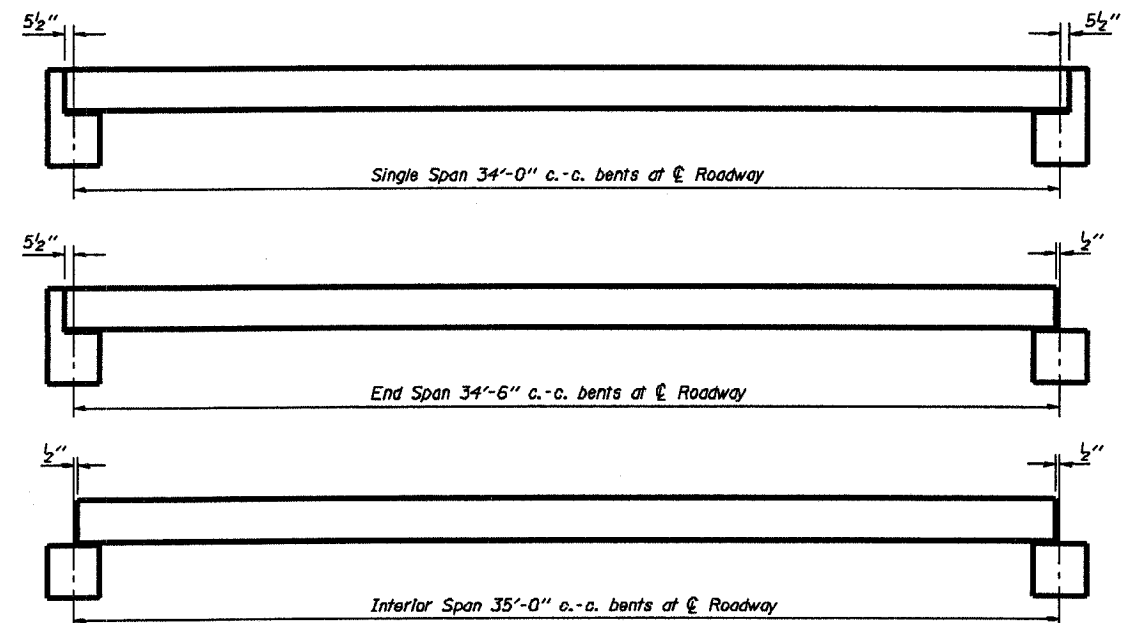 5½" 5½"
Single Span 34'-0" c.-c. bents at ℄ Roadway
5½" ½"
End Span 34'-6" c.-c. bents at ℄ Roadway
½" ½"
Interior Span 35'-0" c.-c. bents at ℄ Roadway